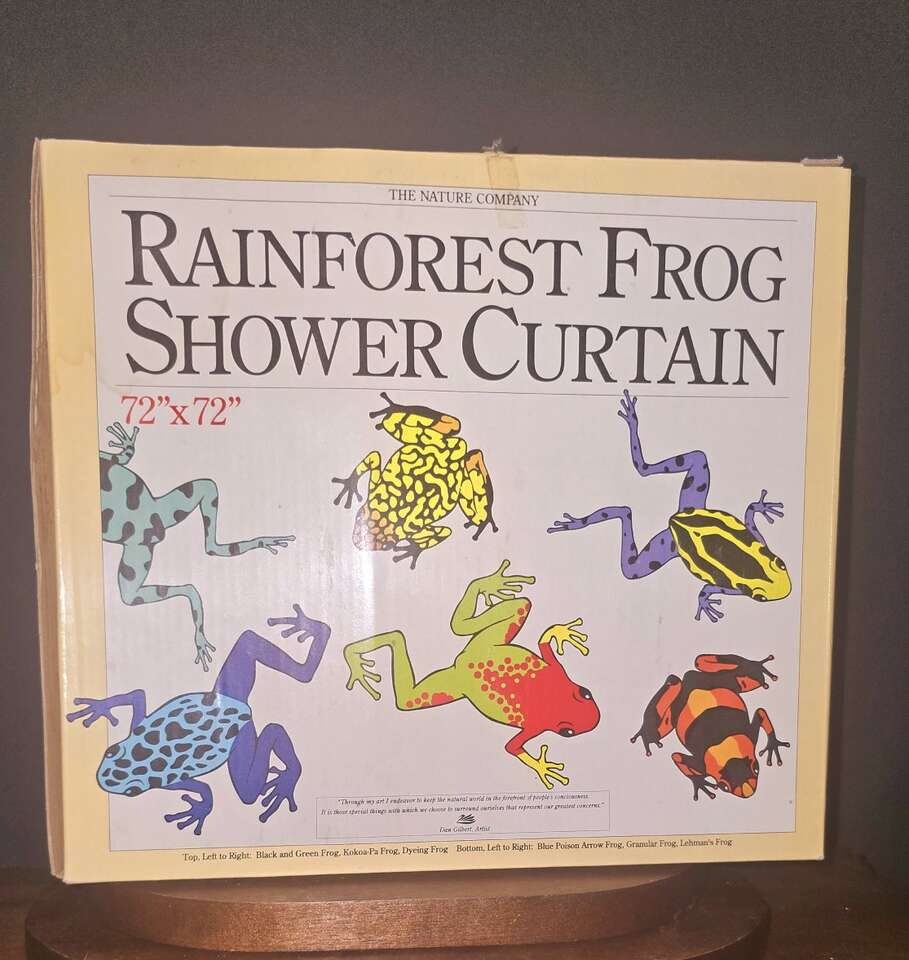 THE NATURE COMPANY
RAINFOREST FROG
SHOWER CURTAIN
72"x72"
"Through my art I endeavor to keep the natural world in the forefront of people's consciousness.
It is those special things with which we choose to surround ourselves that represent our greatest concerns."
Dan Gilbert, Artist
Top, Left to Right: Black and Green Frog, Kokoa-Pa Frog, Dyeing Frog Bottom, Left to Right: Blue Poison Arrow Frog, Granular Frog, Lehman's Frog